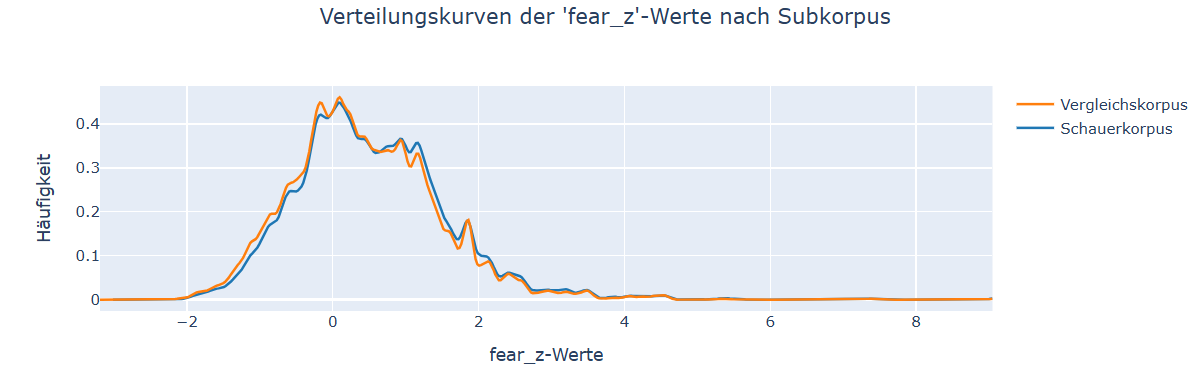 Verteilungskurven der 'fear_z'-Werte nach Subkorpus
Vergleichskorpus
Schauerkorpus
Häufigkeit
0.4
0.3
0.2
0.1
0
−2
0
2
4
6
8
fear_z-Werte